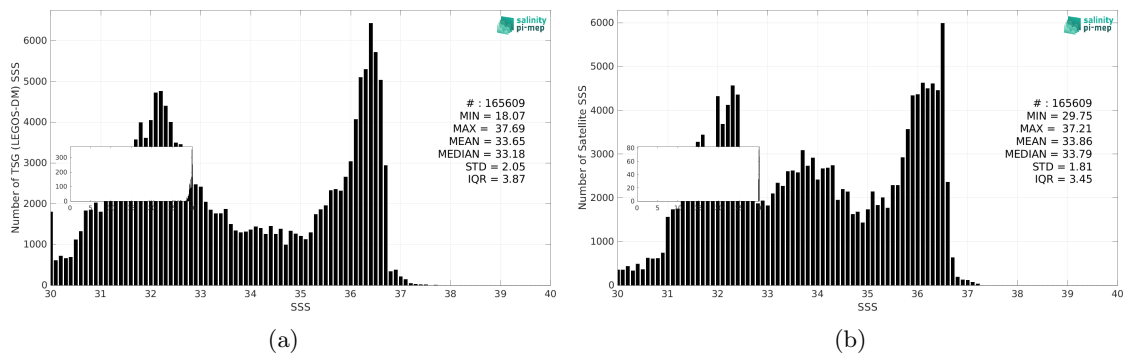 salinity
pi-mep
Number of TSG (LEGOS-DM) SSS
6000
5000
4000
3000
2000
1000
0
# : 165609
MIN = 18.07
MAX = 37.69
MEAN = 33.65
MEDIAN = 33.18
STD = 2.05
IQR = 3.87
300
200
100
0
0 5
30 31 32 33 34 35 36 37 38 39 40
SSS
(a)
salinity
pi-mep
Number of Satellite SSS
6000
5000
4000
3000
2000
1000
0
# : 165609
MIN = 29.75
MAX = 37.21
MEAN = 33.86
MEDIAN = 33.79
STD = 1.81
IQR = 3.45
80
60
40
20
0
0 5
30 31 32 33 34 35 36 37 38 39 40
SSS
(b)